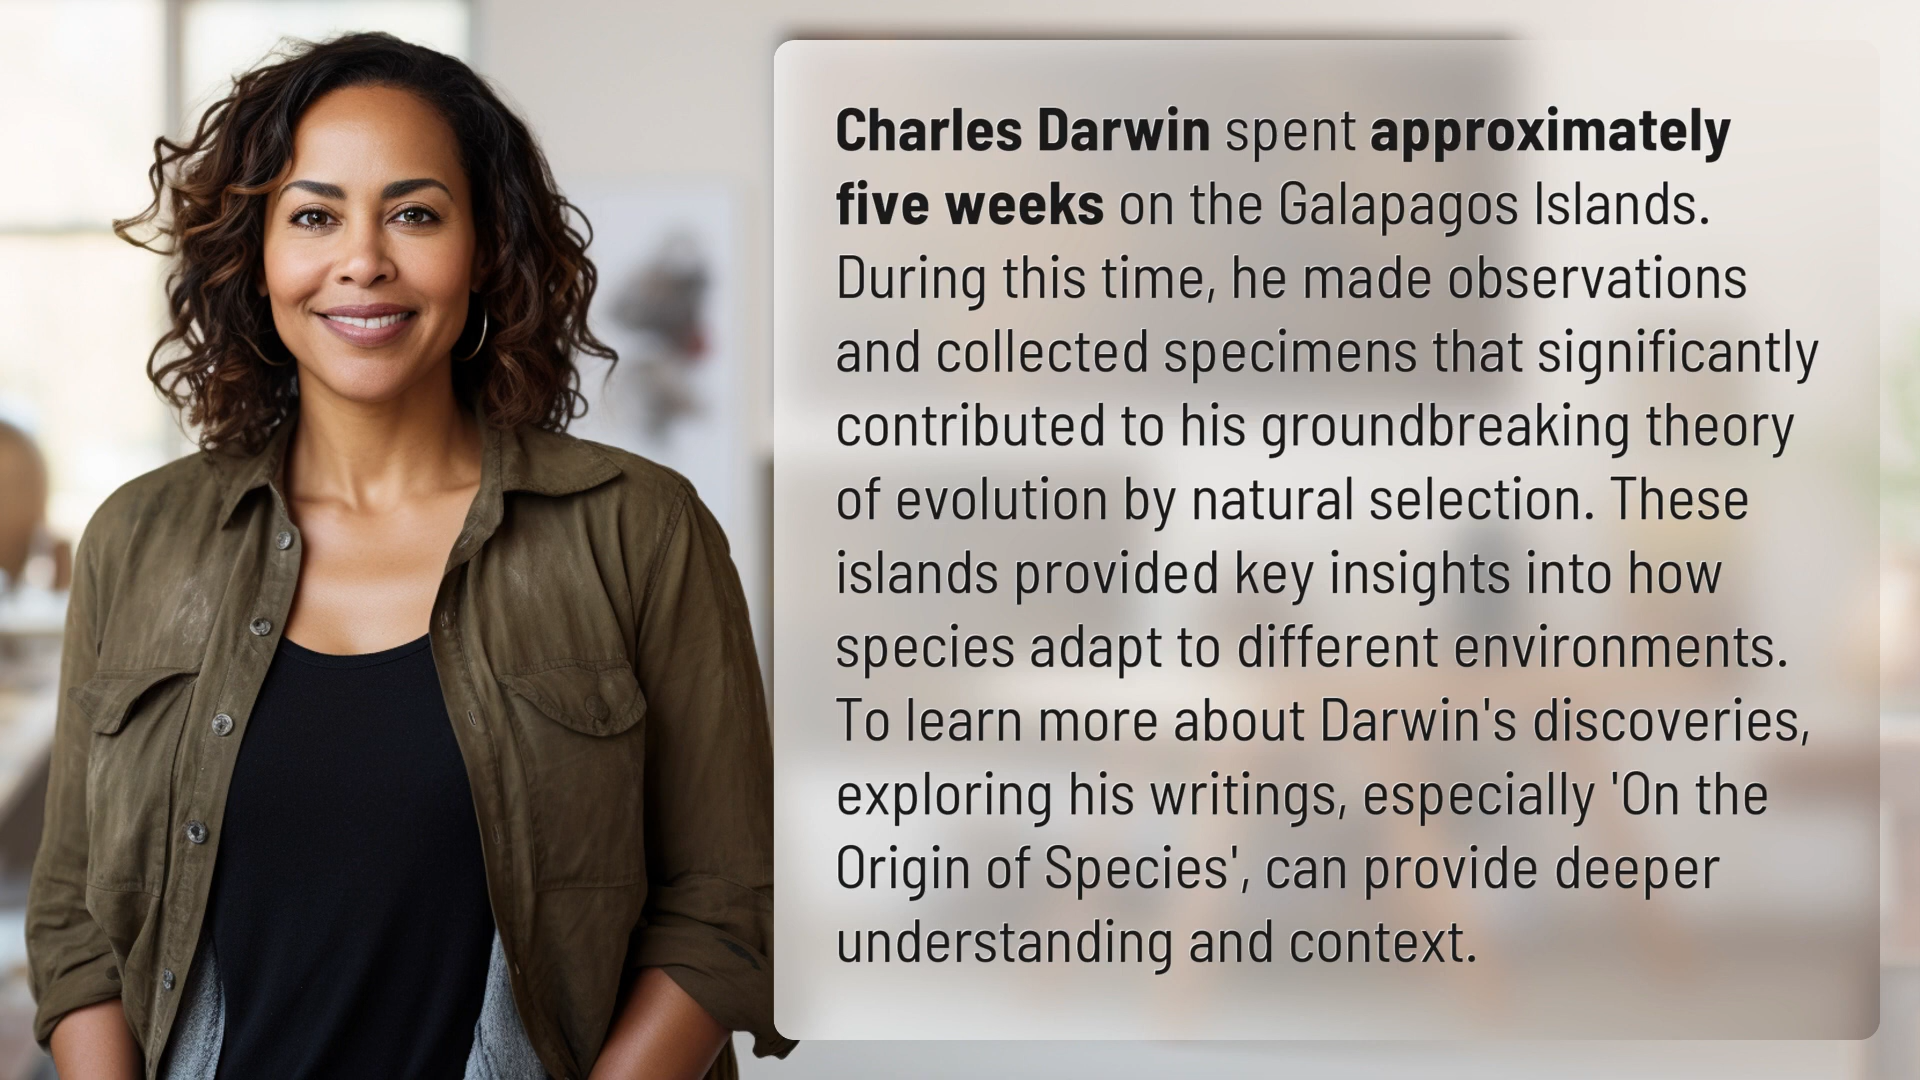 Charles Darwin spent approximately
five weeks on the Galapagos Islands.
During this time, he made observations
and collected specimens that significantly
contributed to his groundbreaking theory
of evolution by natural selection. These
islands provided key insights into how
species adapt to different environments.
To learn more about Darwin's discoveries,
exploring his writings, especially 'On the
Origin of Species', can provide deeper
understanding and context.